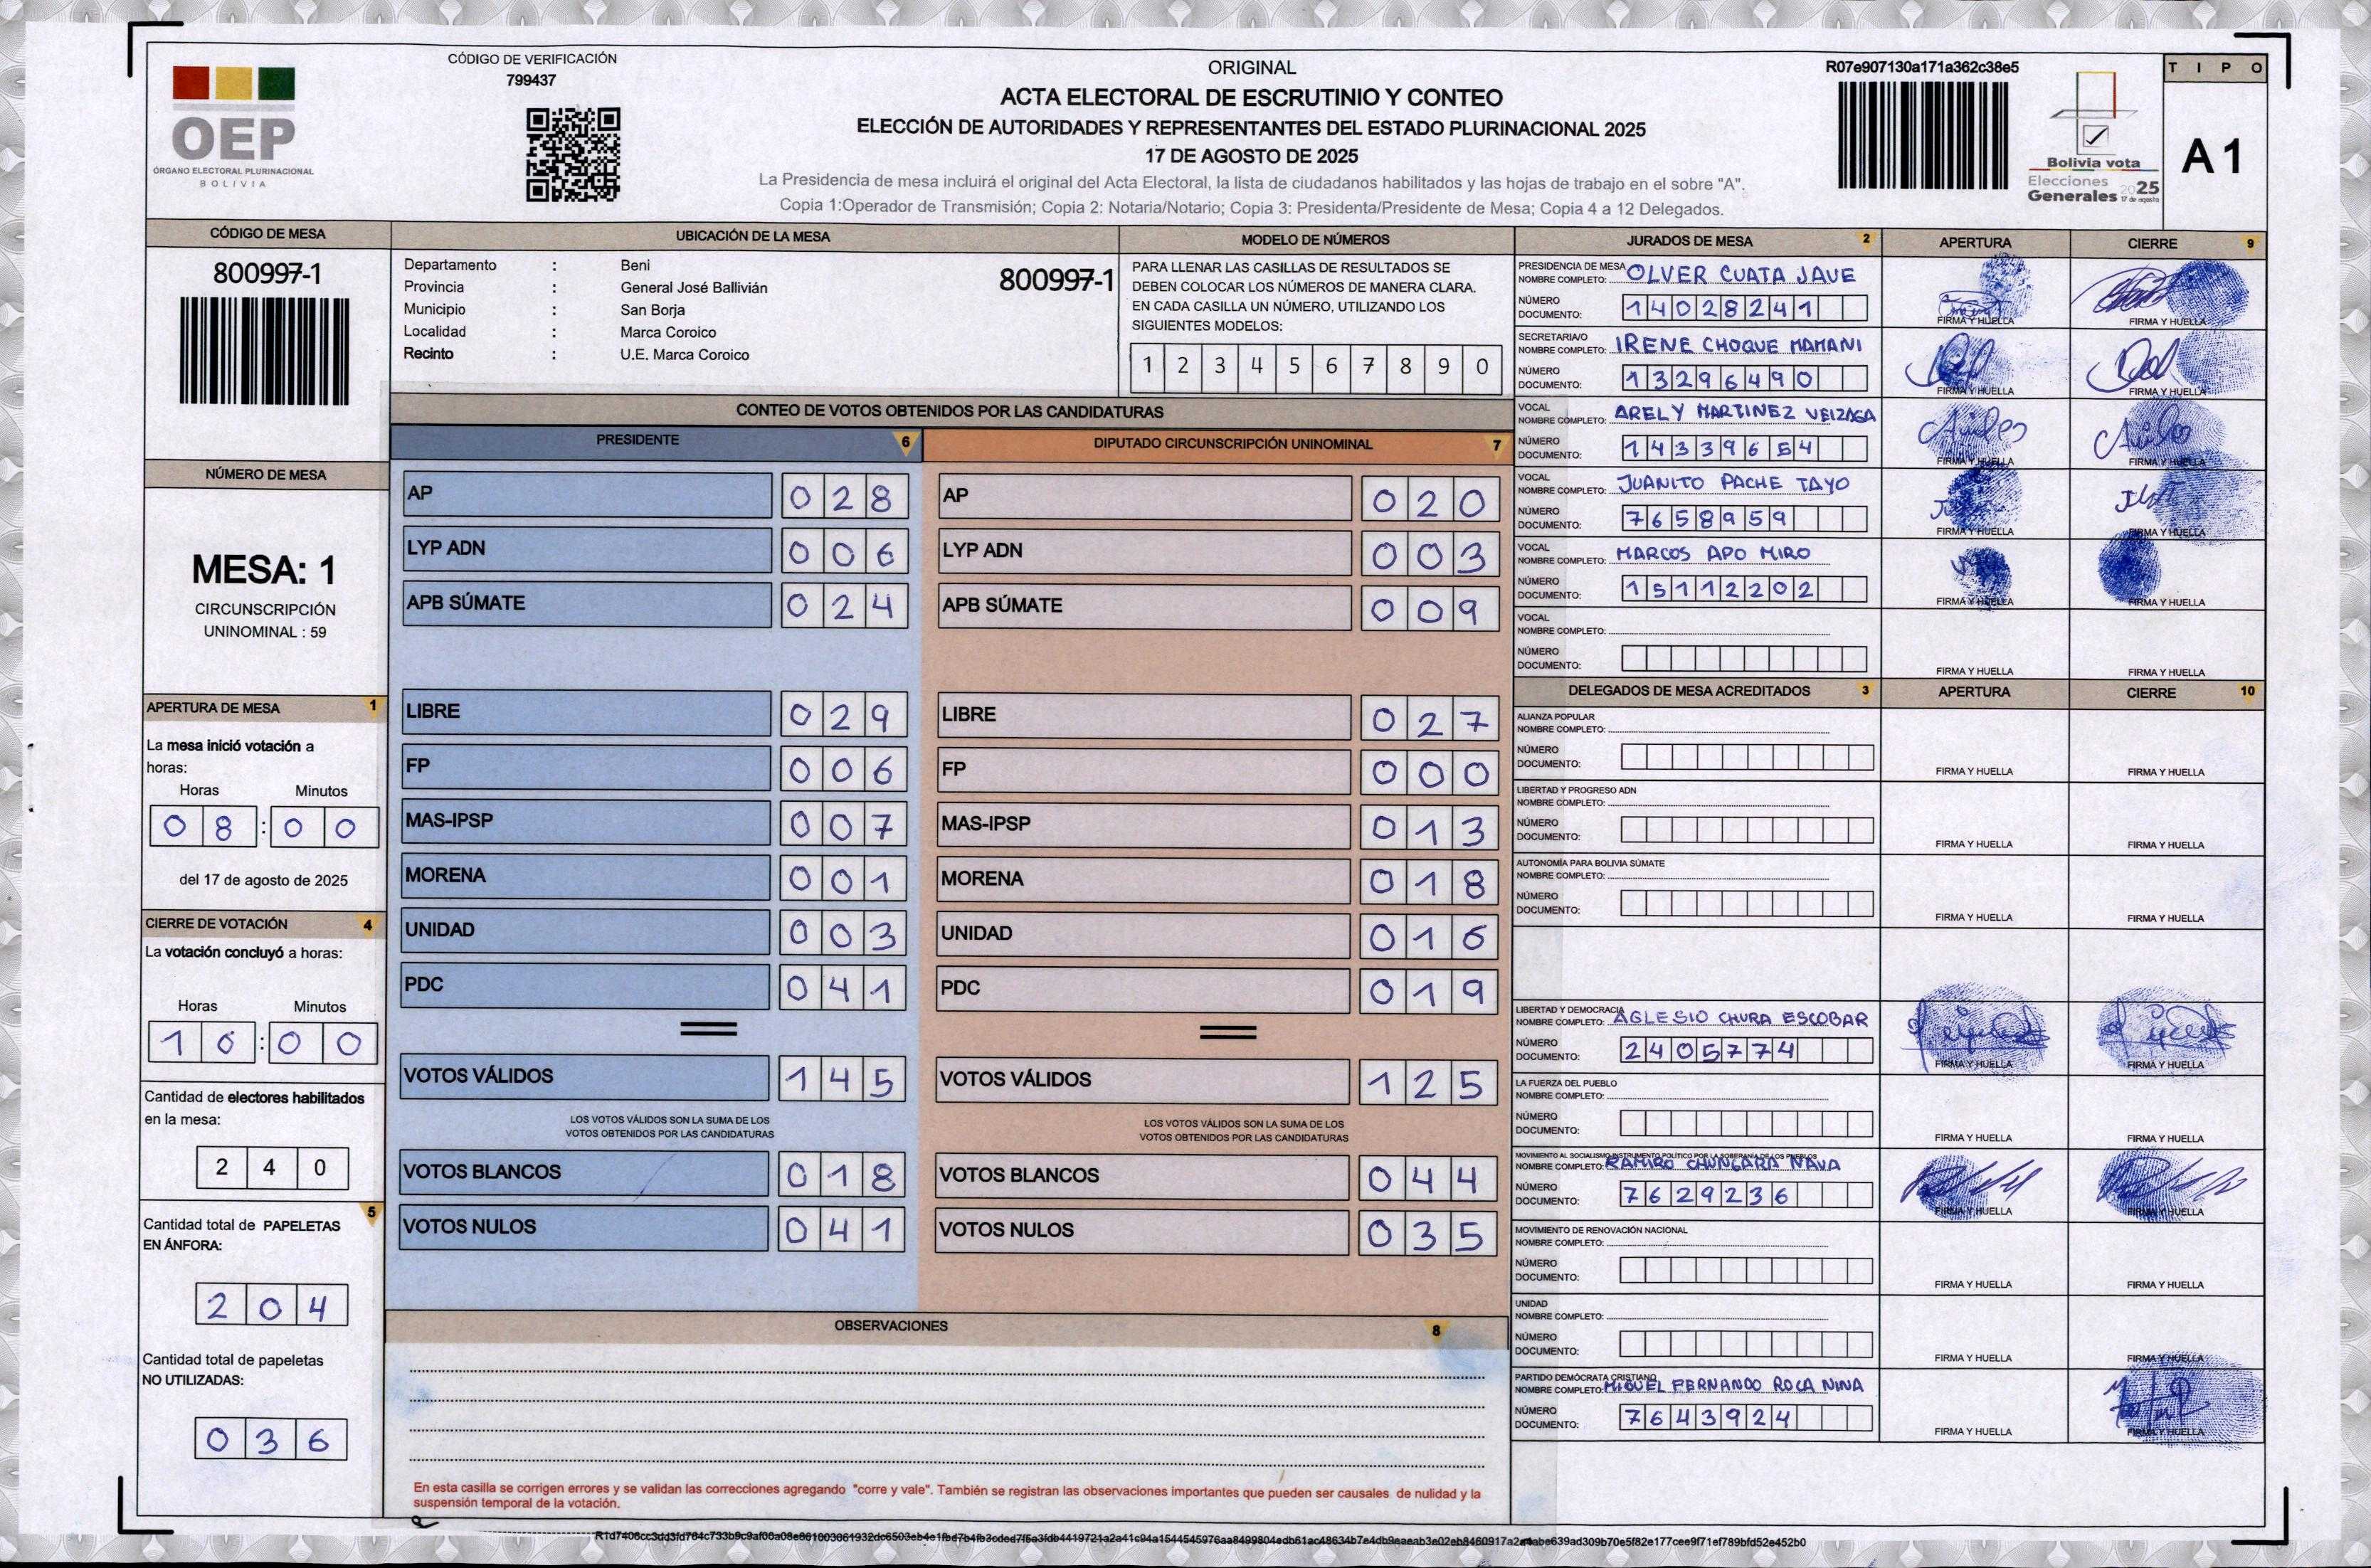 CÓDIGO DE VERIFICACIÓN
799437
OEP
ÓRGANO ELECTORAL PLURINACIONAL
BOLIVIA
ORIGINAL
ACTA ELECTORAL DE ESCRUTINIO Y CONTEO
ELECCIÓN DE AUTORIDADES Y REPRESENTANTES DEL ESTADO PLURINACIONAL 2025
17 DE AGOSTO DE 2025
La Presidencia de mesa incluirá el original del Acta Electoral, la lista de ciudadanos habilitados y las hojas de trabajo en el sobre "A".
Copia 1:Operador de Transmisión; Copia 2: Notaria/Notario; Copia 3: Presidenta/Presidente de Mesa; Copia 4 a 12 Delegados.
R07e907130a171a362c38e5
Bolivia vota
Elecciones
Generales 2025
17 de agosto
TIPO
A 1
CÓDIGO DE MESA
800997-1
NÚMERO DE MESA
MESA: 1
CIRCUNSCRIPCIÓN
UNINOMINAL : 59
APERTURA DE MESA 1
La mesa inició votación a
horas:
Horas Minutos
08:00
del 17 de agosto de 2025
CIERRE DE VOTACIÓN 4
La votación concluyó a horas:
Horas Minutos
16:00
Cantidad de electores habilitados
en la mesa:
240
5
Cantidad total de PAPELETAS
EN ÁNFORA:
204
Cantidad total de papeletas
NO UTILIZADAS:
036
UBICACIÓN DE LA MESA
Departamento : Beni
Provincia : General José Ballivián
Municipio : San Borja
Localidad : Marca Coroico
Recinto : U.E. Marca Coroico
800997-1
MODELO DE NÚMEROS
PARA LLENAR LAS CASILLAS DE RESULTADOS SE
DEBEN COLOCAR LOS NÚMEROS DE MANERA CLARA.
EN CADA CASILLA UN NÚMERO, UTILIZANDO LOS
SIGUIENTES MODELOS:
1 2 3 4 5 6 7 8 9 0
CONTEO DE VOTOS OBTENIDOS POR LAS CANDIDATURAS
PRESIDENTE 6
AP 028
LYP ADN 006
APB SÚMATE 024
LIBRE 029
FP 006
MAS-IPSP 007
MORENA 001
UNIDAD 003
PDC 041
VOTOS VÁLIDOS 145
LOS VOTOS VÁLIDOS SON LA SUMA DE LOS
VOTOS OBTENIDOS POR LAS CANDIDATURAS
VOTOS BLANCOS 018
VOTOS NULOS 041
DIPUTADO CIRCUNSCRIPCIÓN UNINOMINAL 7
AP 020
LYP ADN 003
APB SÚMATE 009
LIBRE 027
FP 000
MAS-IPSP 013
MORENA 018
UNIDAD 016
PDC 019
VOTOS VÁLIDOS 125
LOS VOTOS VÁLIDOS SON LA SUMA DE LOS
VOTOS OBTENIDOS POR LAS CANDIDATURAS
VOTOS BLANCOS 044
VOTOS NULOS 035
OBSERVACIONES 8
En esta casilla se corrigen errores y se validan las correcciones agregando "corre y vale". También se registran las observaciones importantes que pueden ser causales de nulidad y la
suspensión temporal de la votación.
JURADOS DE MESA 2 APERTURA CIERRE 9
PRESIDENCIA DE MESA
NOMBRE COMPLETO: OLVER CUATA JAVE
NÚMERO
DOCUMENTO: 14028241
FIRMA Y HUELLA FIRMA Y HUELLA
SECRETARIA/O
NOMBRE COMPLETO: IRENE CHOQUE MAMANI
NÚMERO
DOCUMENTO: 13296490
FIRMA Y HUELLA FIRMA Y HUELLA
VOCAL
NOMBRE COMPLETO: ARELY MARTINEZ VEIZAGA
NÚMERO
DOCUMENTO: 14339654
FIRMA Y HUELLA FIRMA Y HUELLA
VOCAL
NOMBRE COMPLETO: JUANITO PACHE TAYO
NÚMERO
DOCUMENTO: 7658959
FIRMA Y HUELLA FIRMA Y HUELLA
VOCAL
NOMBRE COMPLETO: MARCOS APO MIRO
NÚMERO
DOCUMENTO: 15112202
FIRMA Y HUELLA FIRMA Y HUELLA
VOCAL
NOMBRE COMPLETO:
NÚMERO
DOCUMENTO:
FIRMA Y HUELLA FIRMA Y HUELLA
DELEGADOS DE MESA ACREDITADOS 3 APERTURA CIERRE 10
ALIANZA POPULAR
NOMBRE COMPLETO:
NÚMERO
DOCUMENTO:
FIRMA Y HUELLA FIRMA Y HUELLA
LIBERTAD Y PROGRESO ADN
NOMBRE COMPLETO:
NÚMERO
DOCUMENTO:
FIRMA Y HUELLA FIRMA Y HUELLA
AUTONOMÍA PARA BOLIVIA SÚMATE
NOMBRE COMPLETO:
NÚMERO
DOCUMENTO:
FIRMA Y HUELLA FIRMA Y HUELLA
LIBERTAD Y DEMOCRACIA
NOMBRE COMPLETO: AGLESIO CHURA ESCOBAR
NÚMERO
DOCUMENTO: 2405774
FIRMA Y HUELLA FIRMA Y HUELLA
LA FUERZA DEL PUEBLO
NOMBRE COMPLETO:
NÚMERO
DOCUMENTO:
FIRMA Y HUELLA FIRMA Y HUELLA
MOVIMIENTO AL SOCIALISMO-INSTRUMENTO POLÍTICO POR LA SOBERANÍA DE LOS PUEBLOS
NOMBRE COMPLETO: RAMIRO CHUNGARA NAVA
NÚMERO
DOCUMENTO: 7629236
FIRMA Y HUELLA FIRMA Y HUELLA
MOVIMIENTO DE RENOVACIÓN NACIONAL
NOMBRE COMPLETO:
NÚMERO
DOCUMENTO:
FIRMA Y HUELLA FIRMA Y HUELLA
UNIDAD
NOMBRE COMPLETO:
NÚMERO
DOCUMENTO:
FIRMA Y HUELLA FIRMA Y HUELLA
PARTIDO DEMÓCRATA CRISTIANO
NOMBRE COMPLETO: MIGUEL FERNANDO ROCA NINA
NÚMERO
DOCUMENTO: 7643924
FIRMA Y HUELLA FIRMA Y HUELLA